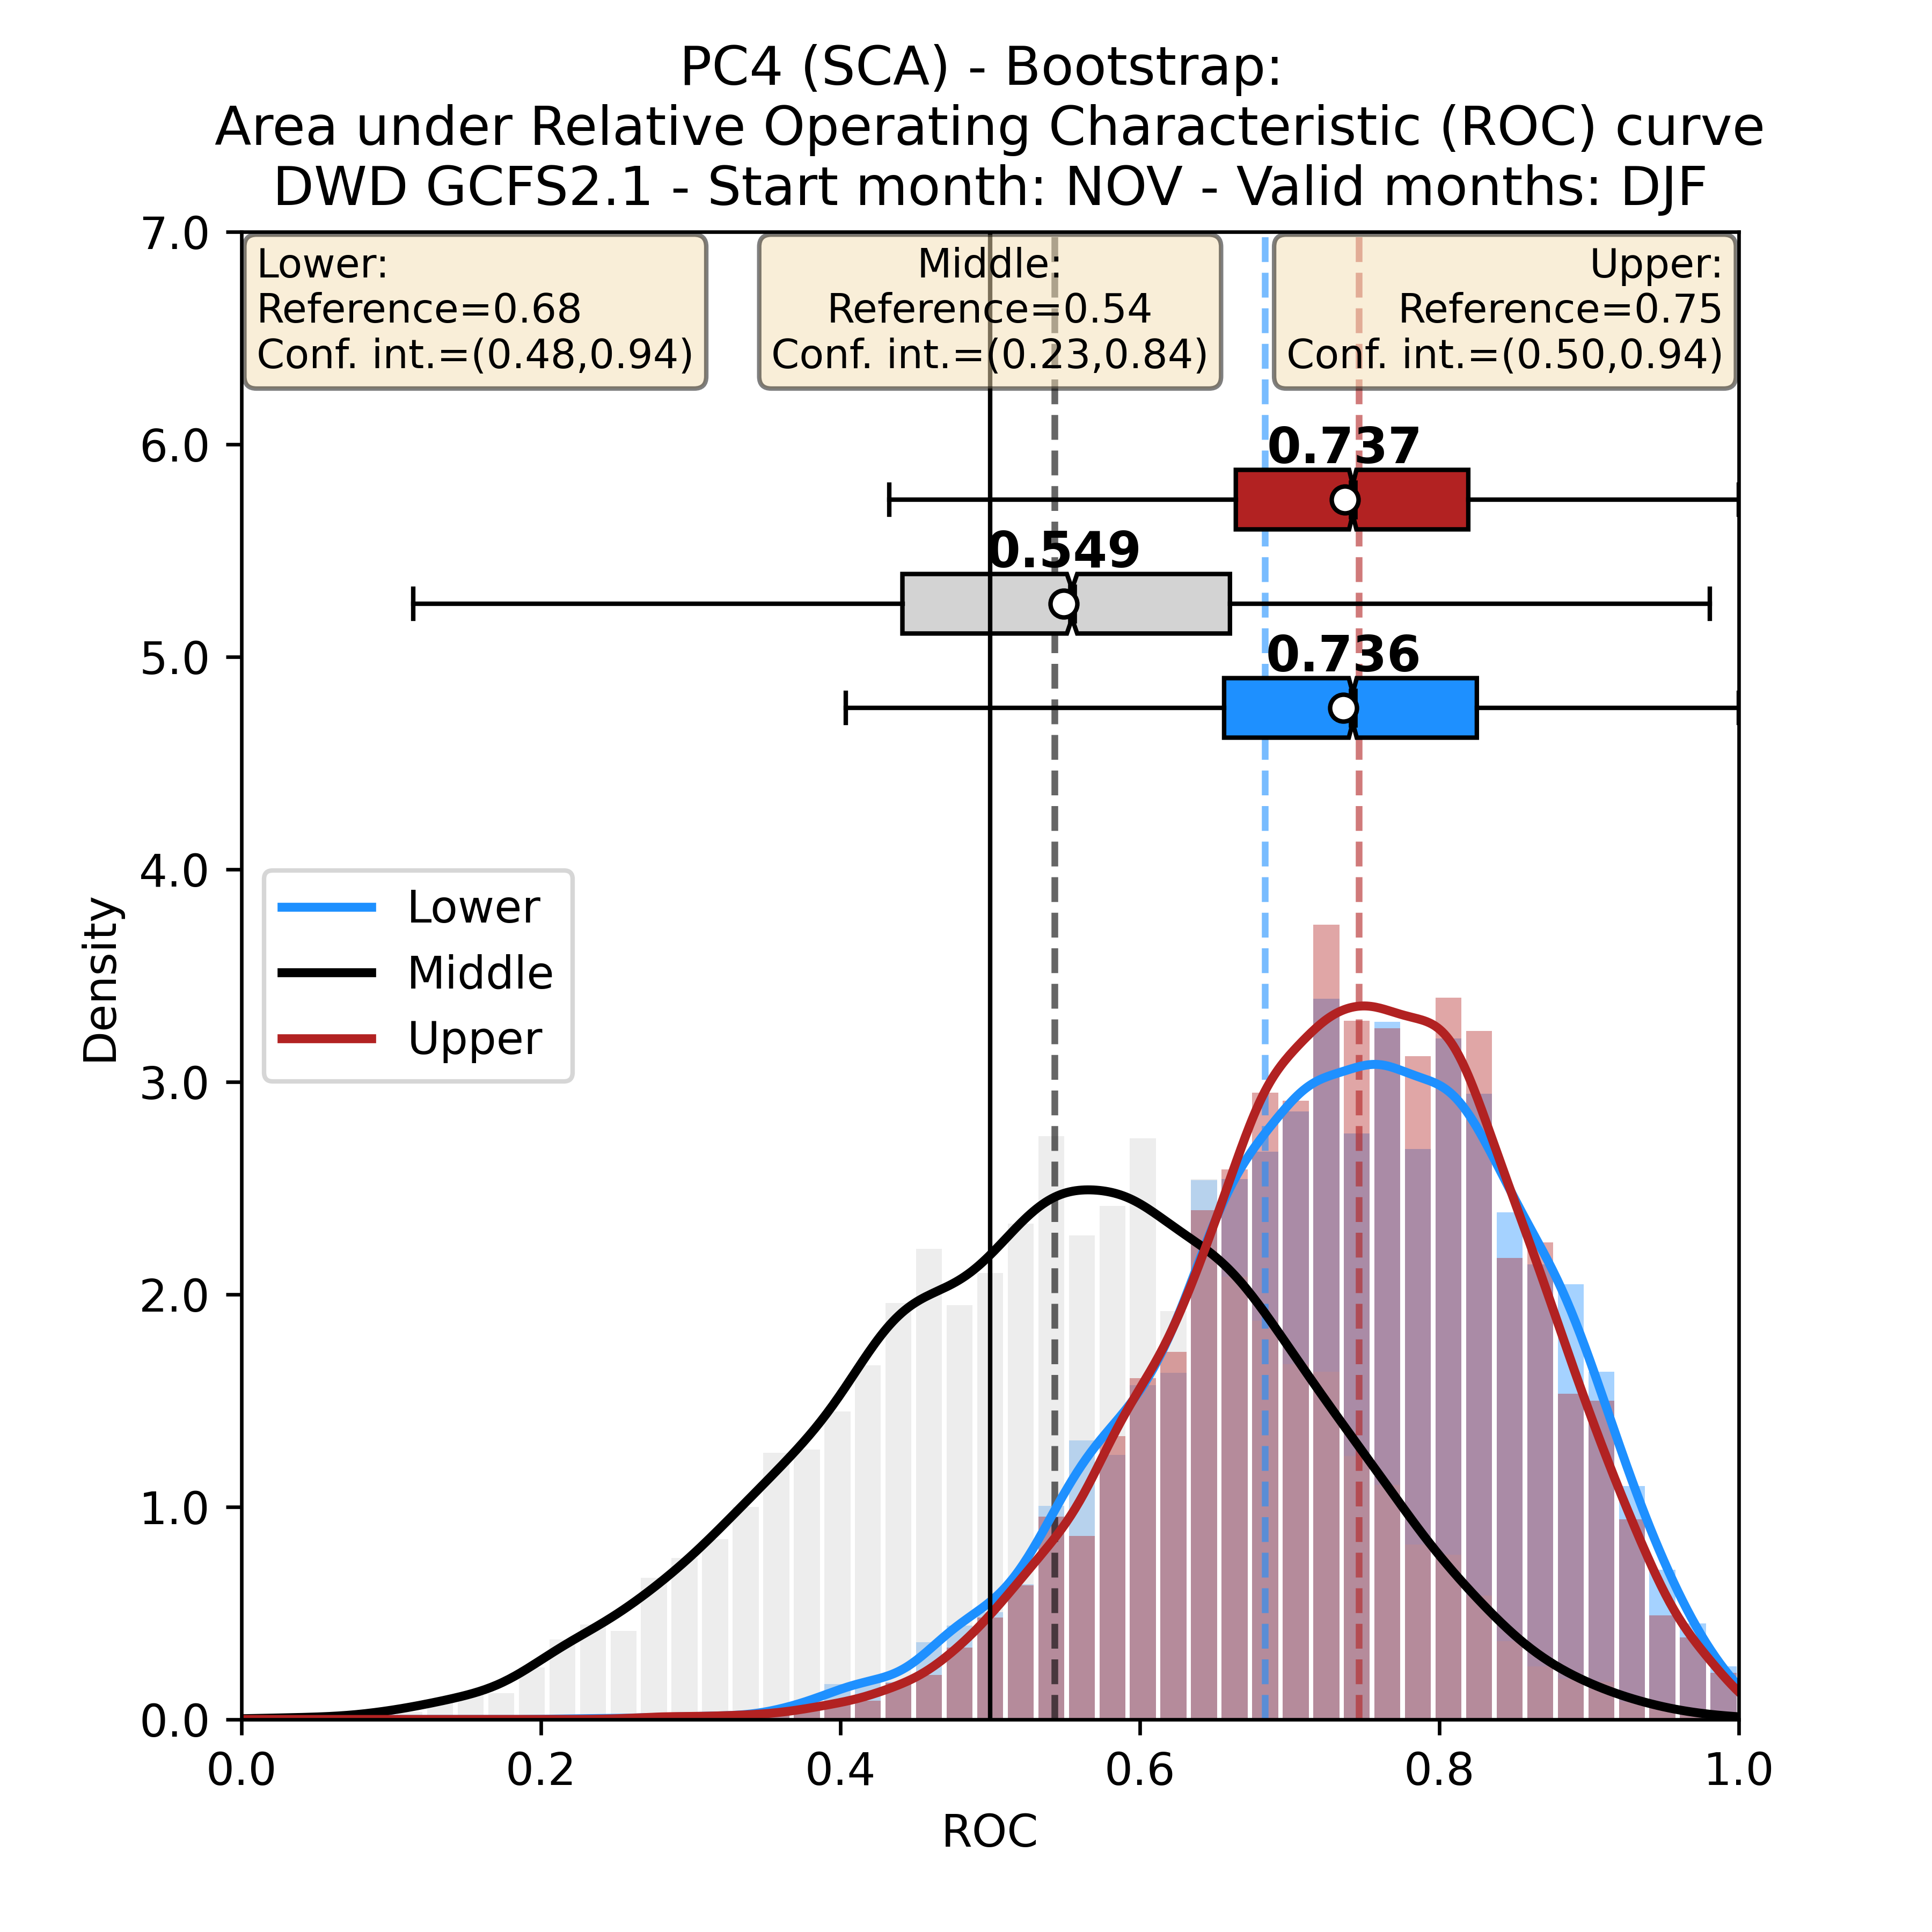 PC4 (SCA) - Bootstrap:
Area under Relative Operating Characteristic (ROC) curve
DWD GCFS2.1 - Start month: NOV - Valid months: DJF
7.0
Lower:
Reference=0.68
Conf. int.=(0.48,0.94)
Middle:
Reference=0.54
Conf. int.=(0.23,0.84)
Upper:
Reference=0.75
Conf. int.=(0.50,0.94)
6.0
0.737
0.549
5.0
0.736
4.0
Lower
Middle
Upper
Density
3.0
2.0
1.0
0.0
0.0 0.2 0.4 0.6 0.8 1.0
ROC